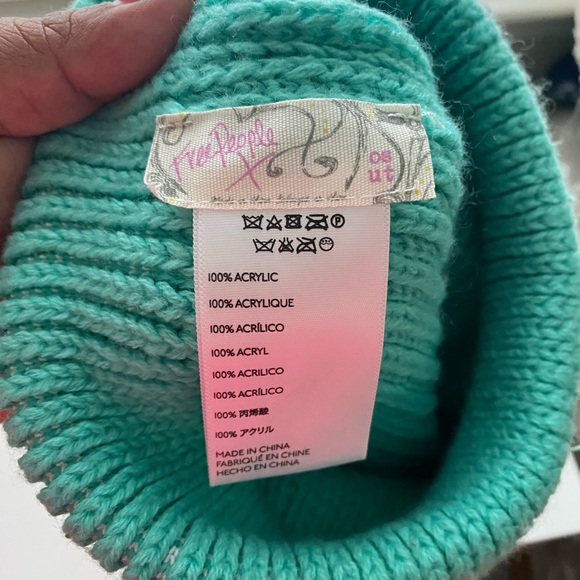 Free People
os
ut
100% ACRYLIC
100% ACRYLIQUE
100% ACRÍLICO
100% ACRYL
100% ACRILICO
100% ACRÍLICO
100% 丙烯酸
100% アクリル
MADE IN CHINA
FABRIQUÉ EN CHINE
HECHO EN CHINA